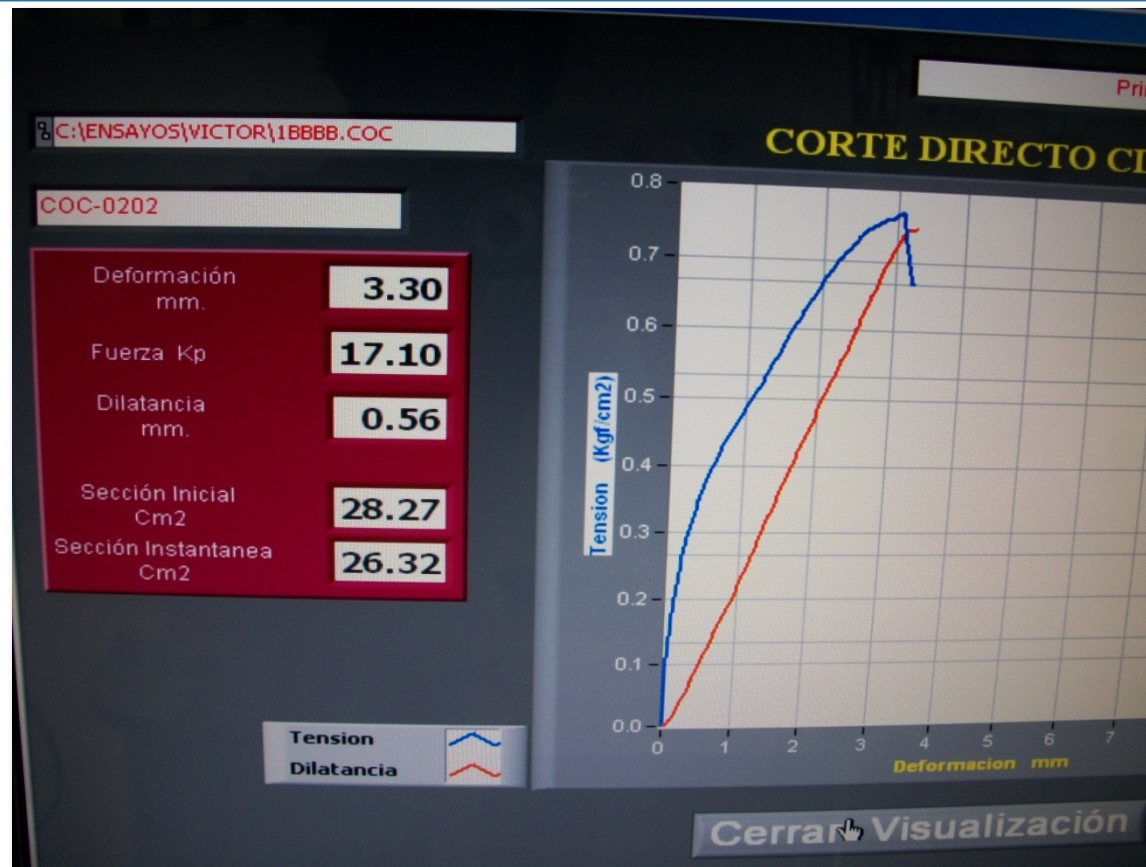 Pri
C:\ENSAYOS\VICTOR\1BBBB.COC
CORTE DIRECTO CL
COC-0202
Deformación
mm.
3.30
Fuerza Kp
17.10
Dilatancia
mm.
0.56
Sección Inicial
Cm2
28.27
Sección Instantanea
Cm2
26.32
Tension
Dilatancia
Tension (Kgf/cm2)
0.8
0.7
0.6
0.5
0.4
0.3
0.2
0.1
0.0
0 1 2 3 4 5 6 7
Deformacion mm
Cerrar Visualización